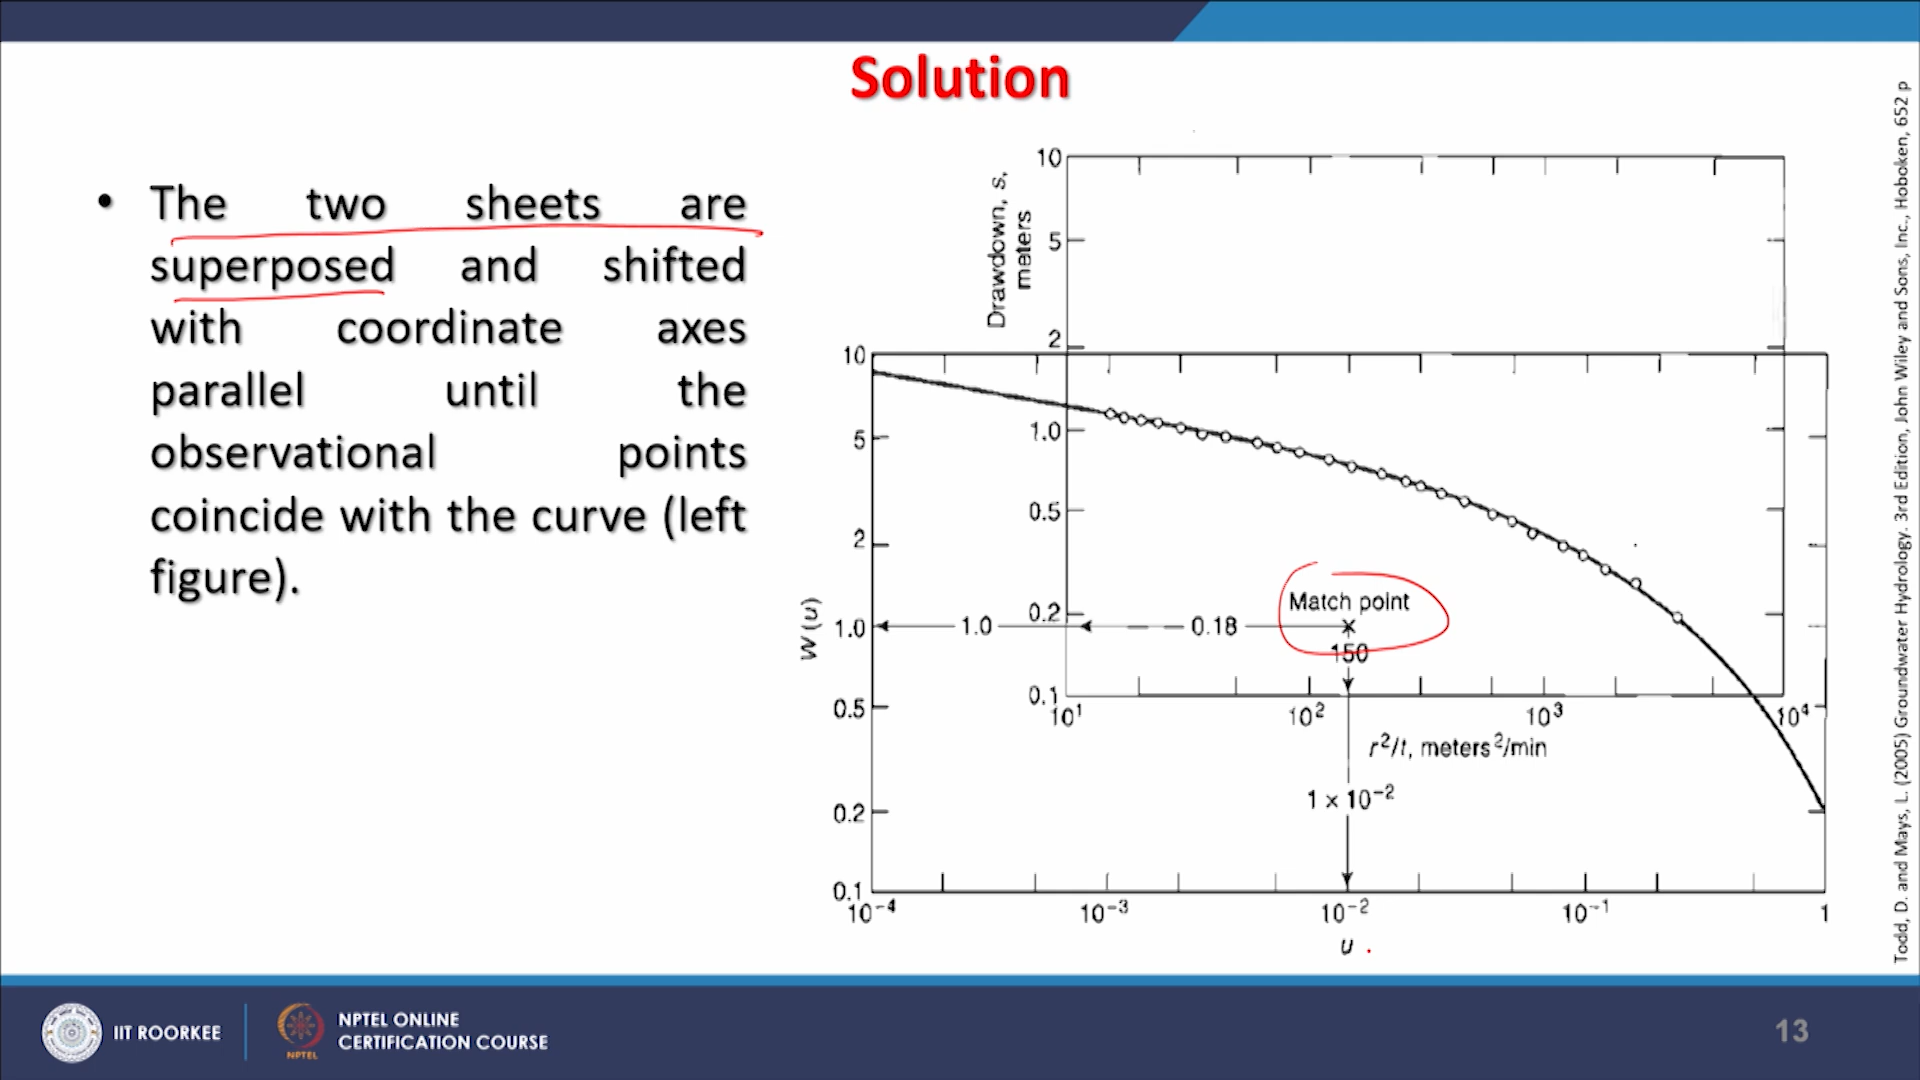 Solution
• The two sheets are
superposed and shifted
with coordinate axes
parallel until the
observational points
coincide with the curve (left
figure).
Drawdown, s,
meters
10
5
2
1.0
0.5
0.2
0.1
10¹ 10² 10³ 10⁴
r²/t, meters²/min
W(u)
10
5
2
1.0
0.5
0.2
0.1
10⁻⁴ 10⁻³ 10⁻² 10⁻¹ 1
u
Match point
1.0
0.18
150
1 × 10⁻²
Todd, D. and Mays, L. (2005) Groundwater Hydrology. 3rd Edition, John Wiley and Sons, Inc., Hoboken, 652 p
IIT ROORKEE
NPTEL
NPTEL ONLINE
CERTIFICATION COURSE
13